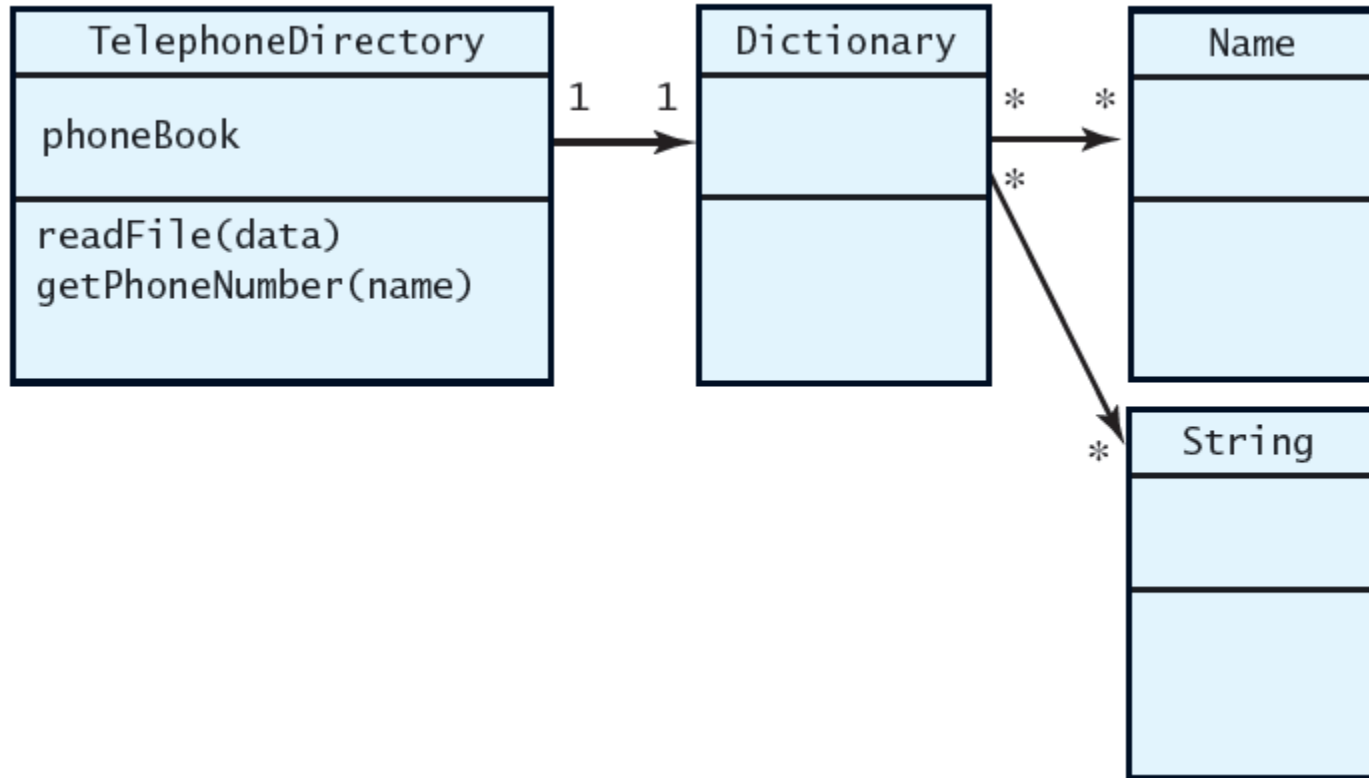 TelephoneDirectory
phoneBook
readFile(data)
getPhoneNumber(name)
1 1
Dictionary
* *
*
*
Name
String